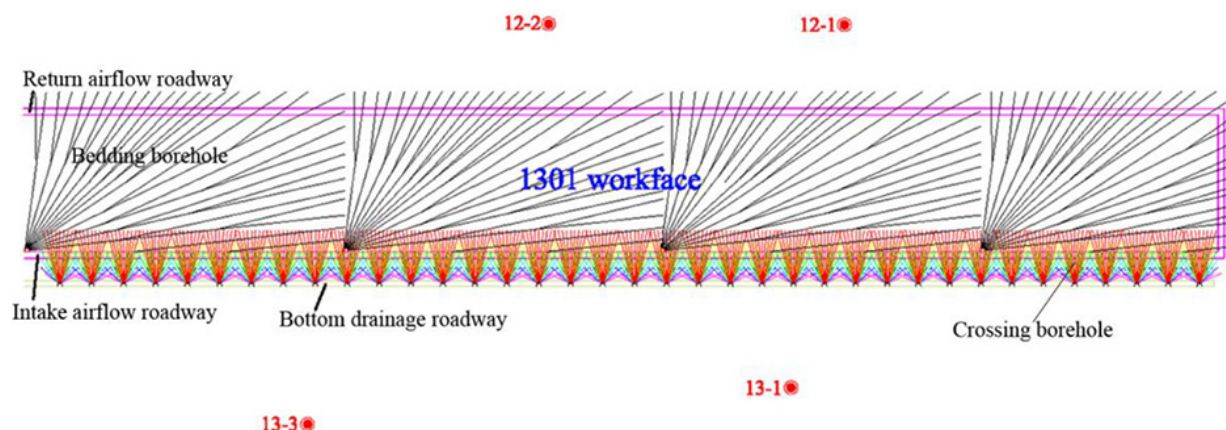 12-2
12-1
Return airflow roadway
Bedding borehole
1301 workface
Intake airflow roadway
Bottom drainage roadway
Crossing borehole
13-1
13-3